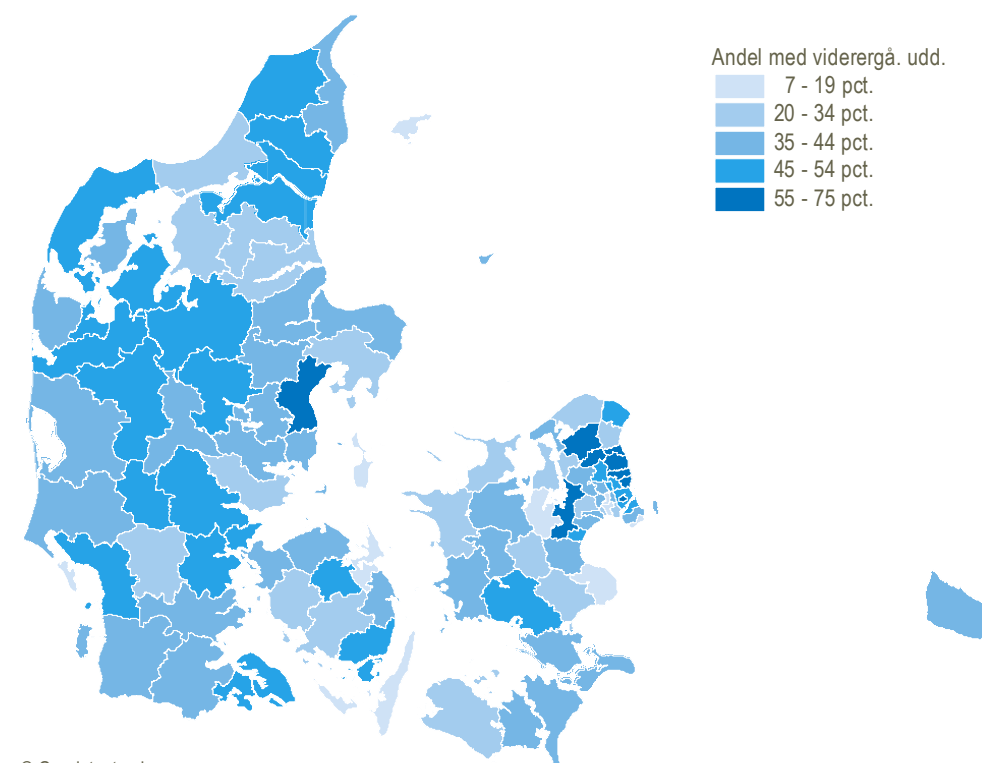 Andel med viderergå. udd.
7 - 19 pct.
20 - 34 pct.
35 - 44 pct.
45 - 54 pct.
55 - 75 pct.